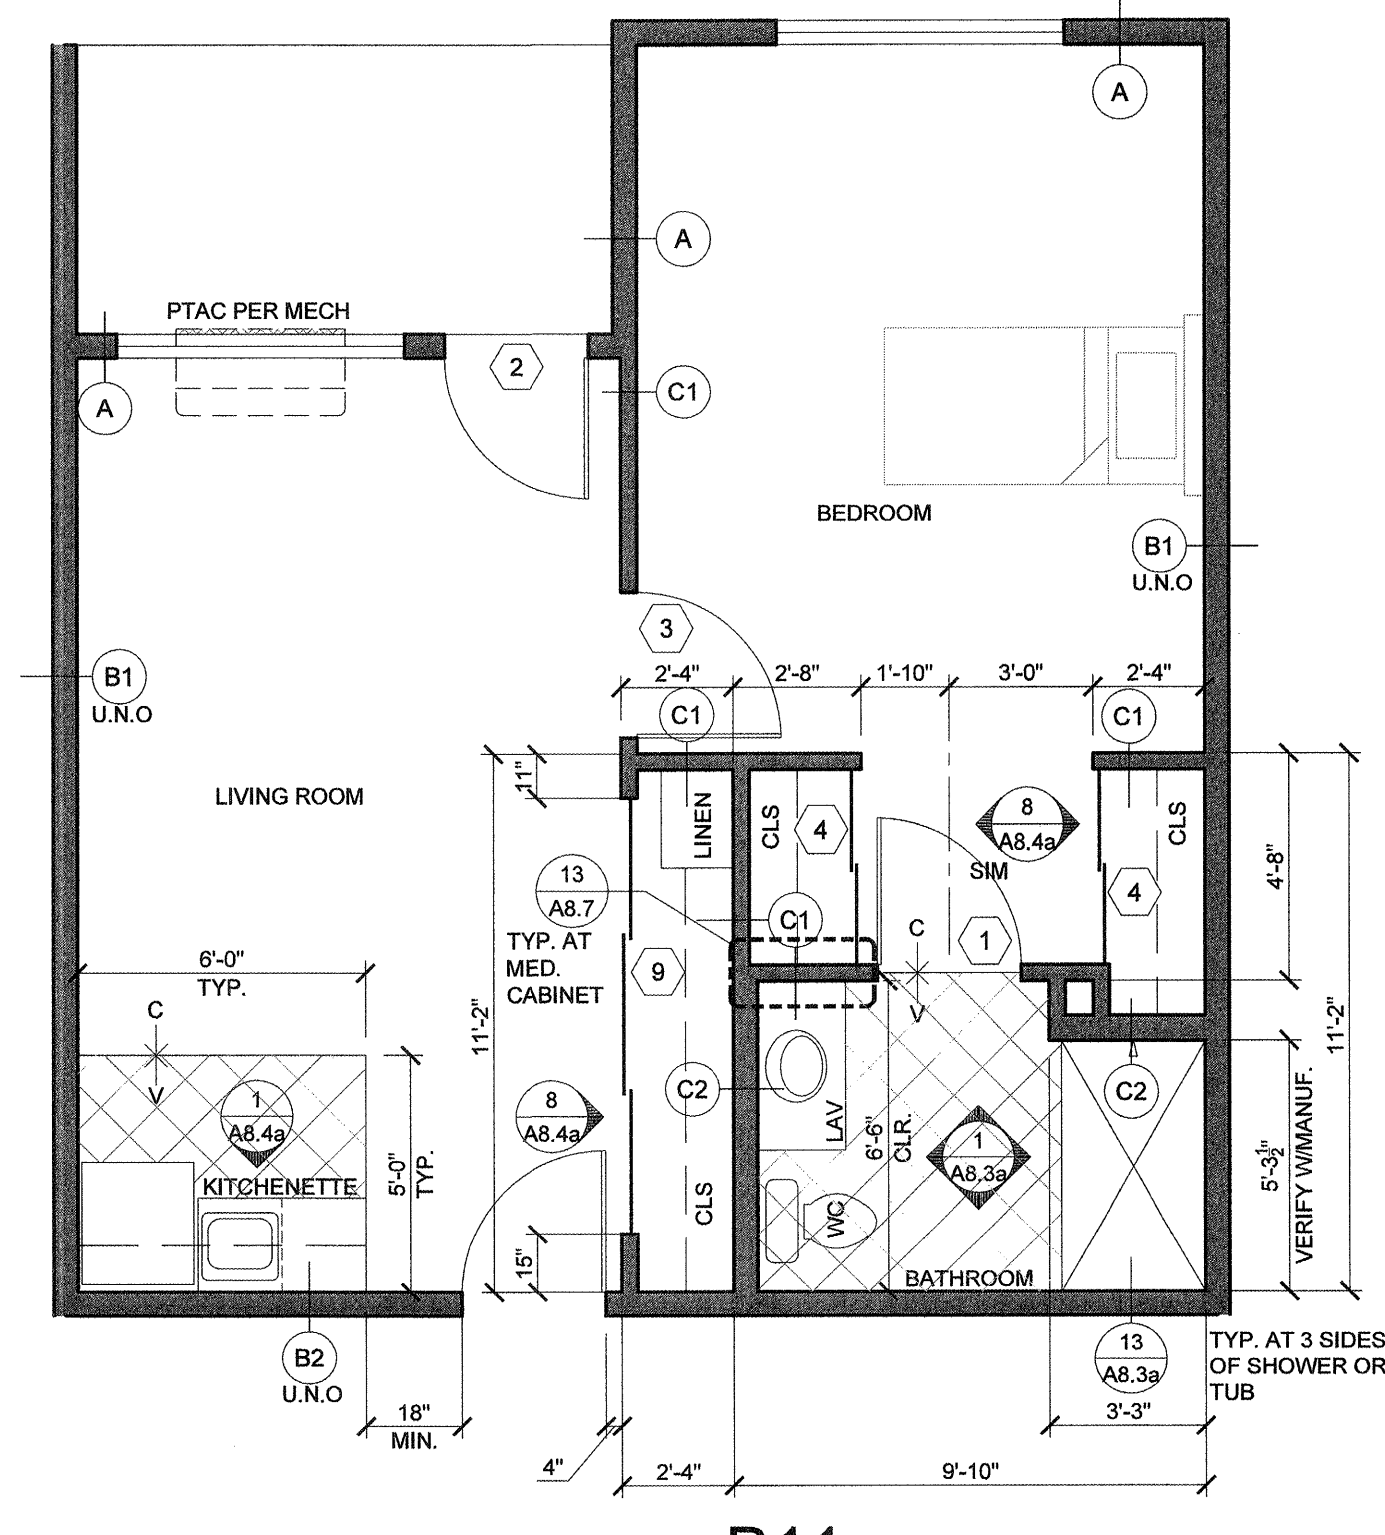 A
A
PTAC PER MECH
2
A
C1
BEDROOM
B1
U.N.O
3
2'-4"
2'-8"
1'-10"
3'-0"
2'-4"
B1
U.N.O
C1
C1
11"
LIVING ROOM
LINEN
CLS
4
8
A8.4a
SIM
CLS
4
4'-8"
13
A8.7
TYP. AT
MED.
CABINET
C1
C
V
1
9
6'-0"
TYP.
11'-2"
11'-2"
C
V
1
A8.4a
KITCHENETTE
5'-0"
TYP.
8
A8.4a
C2
LAV
6'-6"
CLR.
1
A8.3a
C2
5'-3 1/2"
VERIFY W/MANUF.
CLS
WC
15"
BATHROOM
B2
U.N.O
13
A8.3a
TYP. AT 3 SIDES
OF SHOWER OR
TUB
18"
MIN.
3'-3"
4"
2'-4"
9'-10"